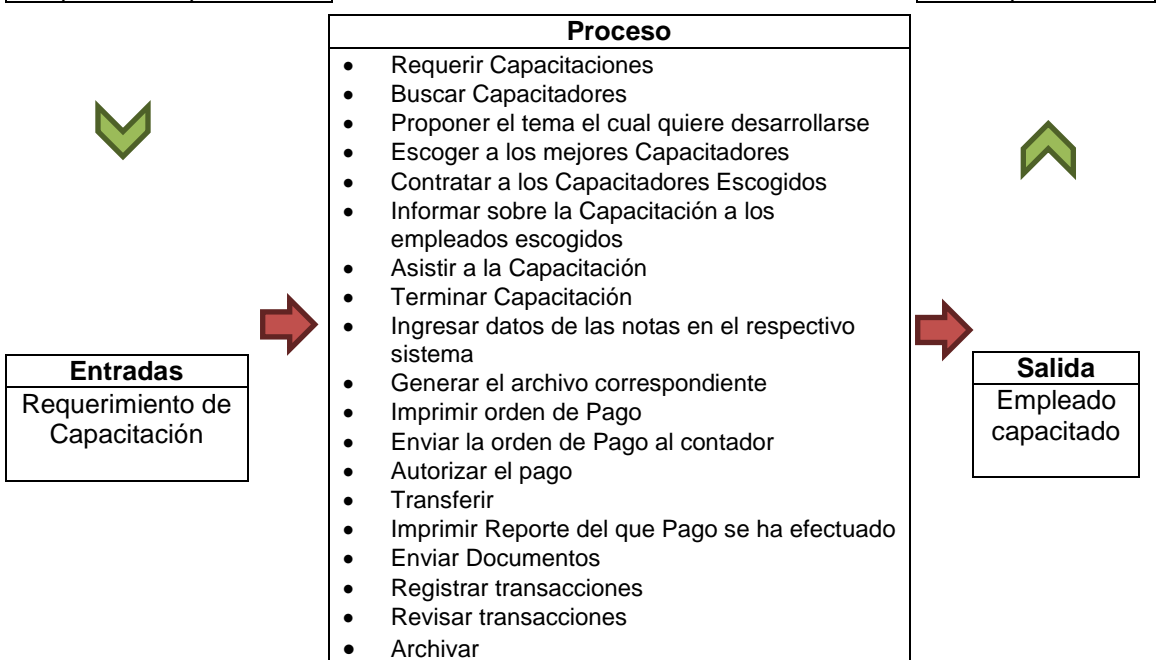 Proceso
• Requerir Capacitaciones
• Buscar Capacitadores
• Proponer el tema el cual quiere desarrollarse
• Escoger a los mejores Capacitadores
• Contratar a los Capacitadores Escogidos
• Informar sobre la Capacitación a los
empleados escogidos
• Asistir a la Capacitación
• Terminar Capacitación
• Ingresar datos de las notas en el respectivo
sistema
• Generar el archivo correspondiente
• Imprimir orden de Pago
• Enviar la orden de Pago al contador
• Autorizar el pago
• Transferir
• Imprimir Reporte del que Pago se ha efectuado
• Enviar Documentos
• Registrar transacciones
• Revisar transacciones
• Archivar
Entradas
Requerimiento de
Capacitación
Salida
Empleado
capacitado